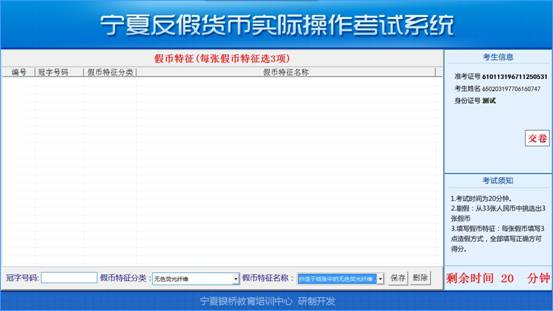 宁夏反假货币实际操作考试系统
假币特征(每张假币特征选3项)
编号 冠字号码 假币特征分类 假币特征名称
考生信息
准考证号 610113196711250531
考生姓名 650203197706160747
身份证号 测试
交卷
考试须知
1.考试时间为20分钟。
2.剔假：从33张人民币中挑选出3
张假币
3.填写假币特征：每张假币填写3
点造假方式，全部填写正确方可
得分。
冠字号码: 假币特征分类: 无色荧光纤维 假币特征名称: 抄造于纸张中的无色荧光纤维 保存 删除
剩余时间 20 分钟
宁夏银桥教育培训中心 研制开发